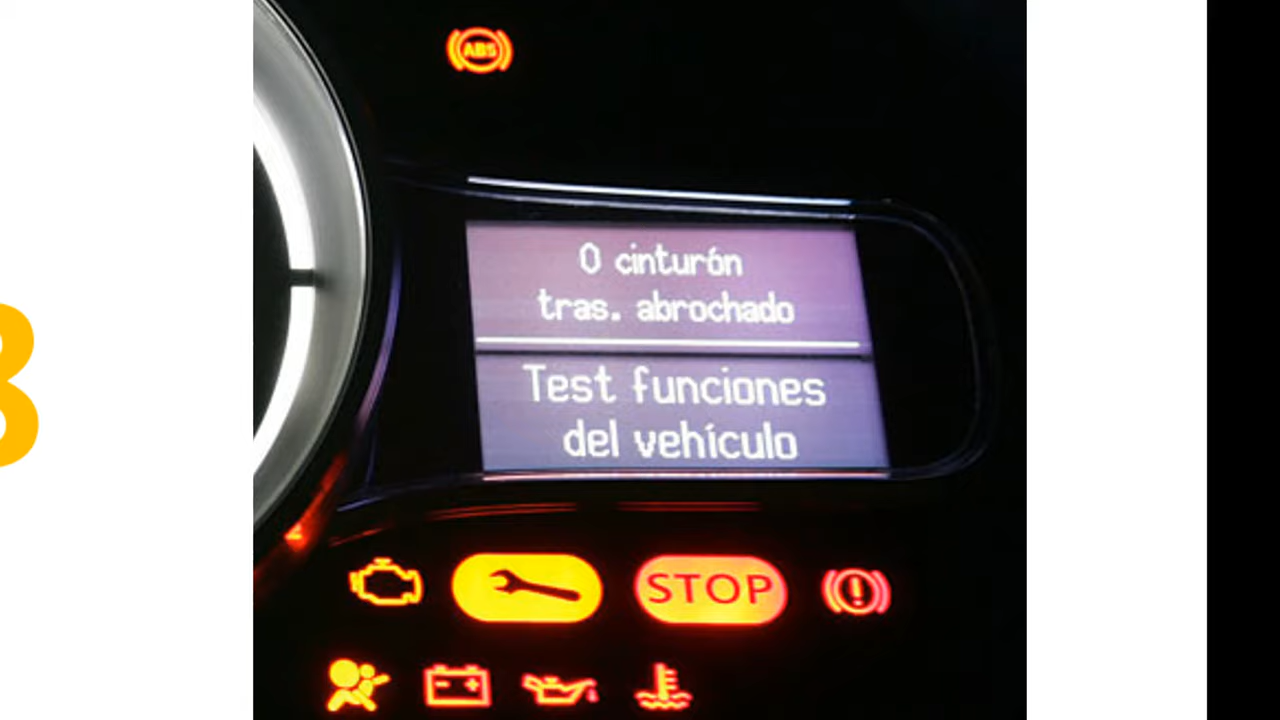 ABS
0 cinturón
tras. abrochado
Test funciones
del vehículo
STOP